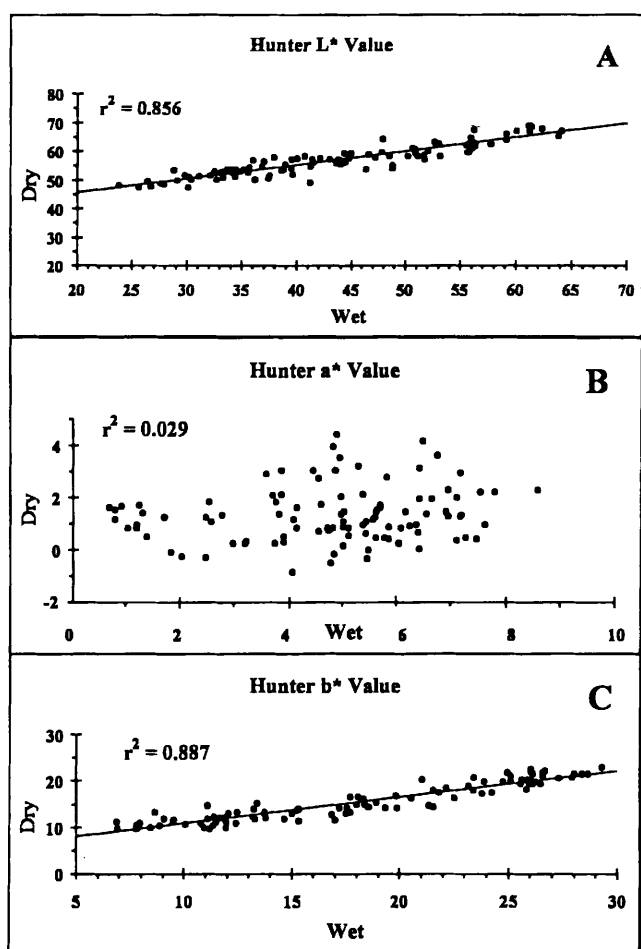 Hunter L* Value
A
r² = 0.856
80
70
60
50
40
30
20
Dry
20 25 30 35 40 45 50 55 60 65 70
Wet
Hunter a* Value
B
r² = 0.029
4
2
0
-2
Dry
0 2 4 6 8 10
Wet
Hunter b* Value
C
r² = 0.887
30
20
10
0
Dry
5 10 15 20 25 30
Wet